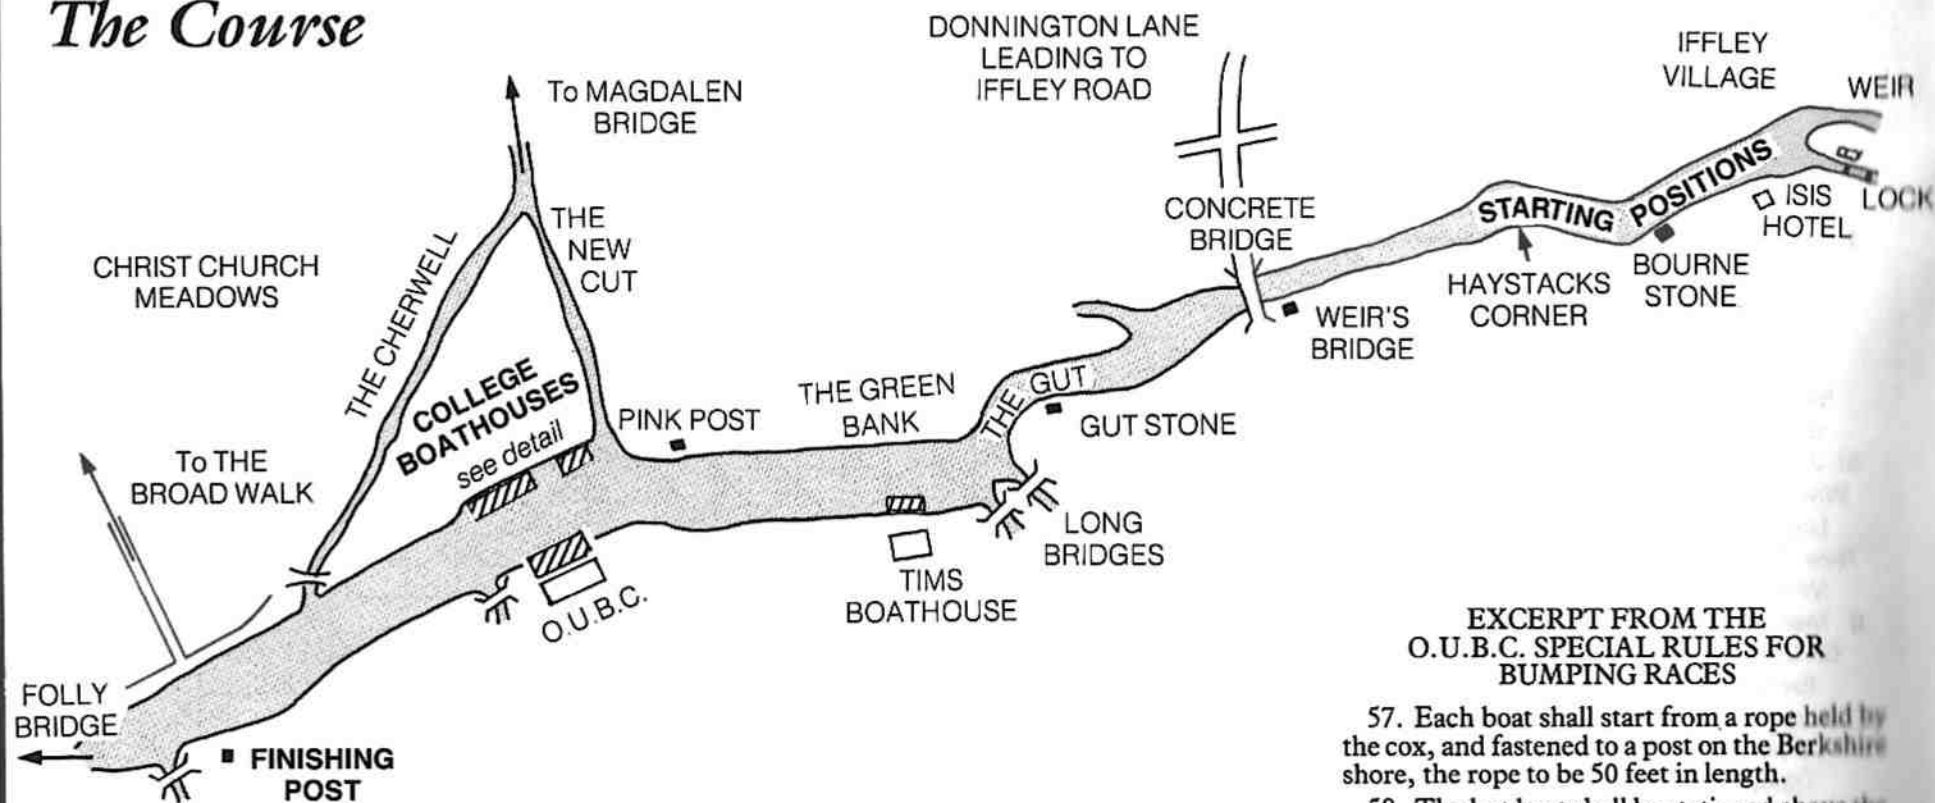 The Course
DONNINGTON LANE
LEADING TO
IFFLEY ROAD
IFFLEY
VILLAGE
WEIR
To MAGDALEN
BRIDGE
THE
NEW
CUT
CONCRETE
BRIDGE
STARTING POSITIONS
ISIS
HOTEL
LOCK
CHRIST CHURCH
MEADOWS
THE CHERWELL
HAYSTACKS
CORNER
BOURNE
STONE
WEIR'S
BRIDGE
COLLEGE
BOATHOUSES
see detail
PINK POST
THE GREEN
BANK
THE GUT
GUT STONE
To THE
BROAD WALK
LONG
BRIDGES
TIMS
BOATHOUSE
O.U.B.C.
FOLLY
BRIDGE
FINISHING
POST
EXCERPT FROM THE
O.U.B.C. SPECIAL RULES FOR
BUMPING RACES
57. Each boat shall start from a rope held by
the cox, and fastened to a post on the Berkshire
shore, the rope to be 50 feet in length.